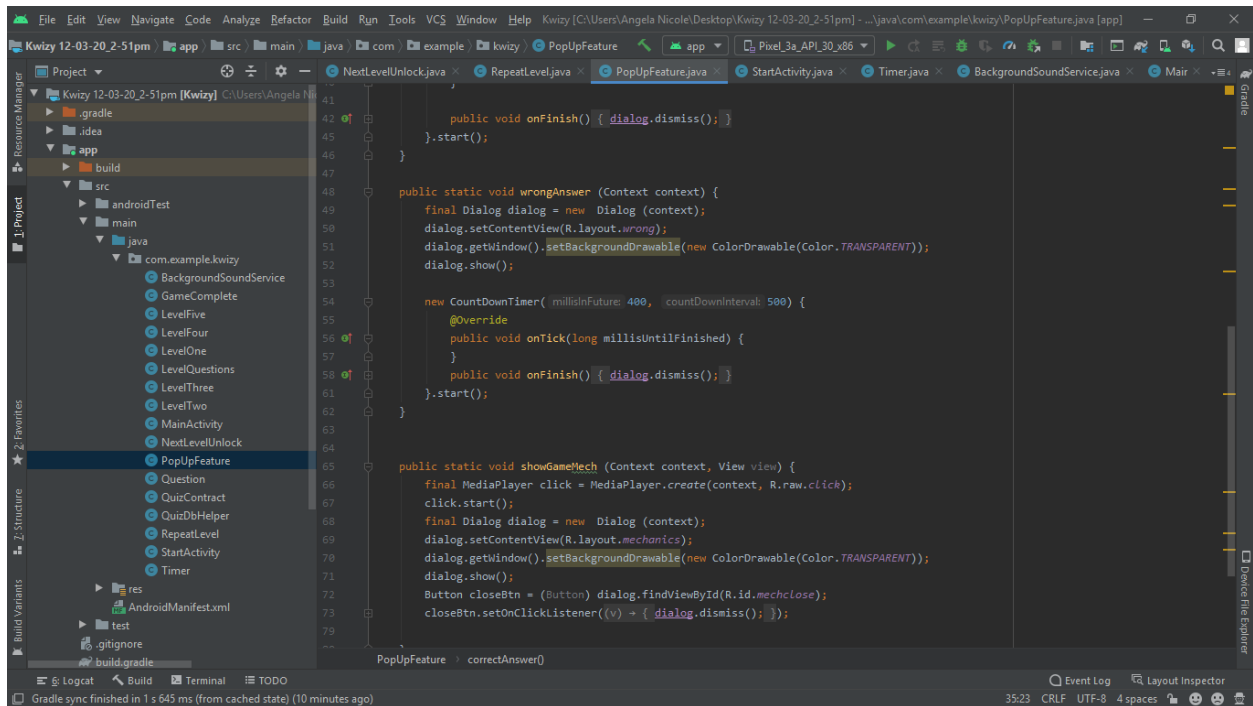 File Edit View Navigate Code Analyze Refactor Build Run Tools VCS Window Help Kwizy [C:\Users\Angela Nicole\Desktop\Kwizy 12-03-20_2-51pm] - ...\java\com\example\kwizy\PopUpFeature.java [app]
Kwizy 12-03-20_2-51pm app src main java com example kwizy PopUpFeature app Pixel_3a_API_30_x86
Project NextLevelUnlock.java RepeatLevel.java PopUpFeature.java StartActivity.java Timer.java BackgroundSoundService.java
Resource Manager
1: Project
2: Favorites
7: Structure
Build Variants
Kwizy 12-03-20_2-51pm [Kwizy] C:\Users\Angela
.gradle
.idea
app
build
src
androidTest
main
java
com.example.kwizy
BackgroundSoundService
GameComplete
LevelFive
LevelFour
LevelOne
LevelQuestions
LevelThree
LevelTwo
MainActivity
NextLevelUnlock
PopUpFeature
Question
QuizContract
QuizDbHelper
RepeatLevel
StartActivity
Timer
res
AndroidManifest.xml
test
.gitignore
build.gradle
41 }
42 public void onFinish() { dialog.dismiss(); }
45 }.start();
46 }
47
48 public static void wrongAnswer (Context context) {
49 final Dialog dialog = new Dialog (context);
50 dialog.setContentView(R.layout.wrong);
51 dialog.getWindow().setBackgroundDrawable(new ColorDrawable(Color.TRANSPARENT));
52 dialog.show();
53
54 new CountDownTimer( millisInFuture: 400, countDownInterval: 500) {
55 @Override
56 public void onTick(long millisUntilFinished) {
57 }
58 public void onFinish() { dialog.dismiss(); }
61 }.start();
62 }
63
64
65 public static void showGameMech (Context context, View view) {
66 final MediaPlayer click = MediaPlayer.create(context, R.raw.click);
67 click.start();
68 final Dialog dialog = new Dialog (context);
69 dialog.setContentView(R.layout.mechanics);
70 dialog.getWindow().setBackgroundDrawable(new ColorDrawable(Color.TRANSPARENT));
71 dialog.show();
72 Button closeBtn = (Button) dialog.findViewById(R.id.mechclose);
73 closeBtn.setOnClickListener((v) → { dialog.dismiss(); });
79
PopUpFeature > correctAnswer()
Gradle
Device File Explorer
6: Logcat Build Terminal TODO Event Log Layout Inspector
Gradle sync finished in 1 s 645 ms (from cached state) (10 minutes ago) 35:23 CRLF UTF-8 4 spaces